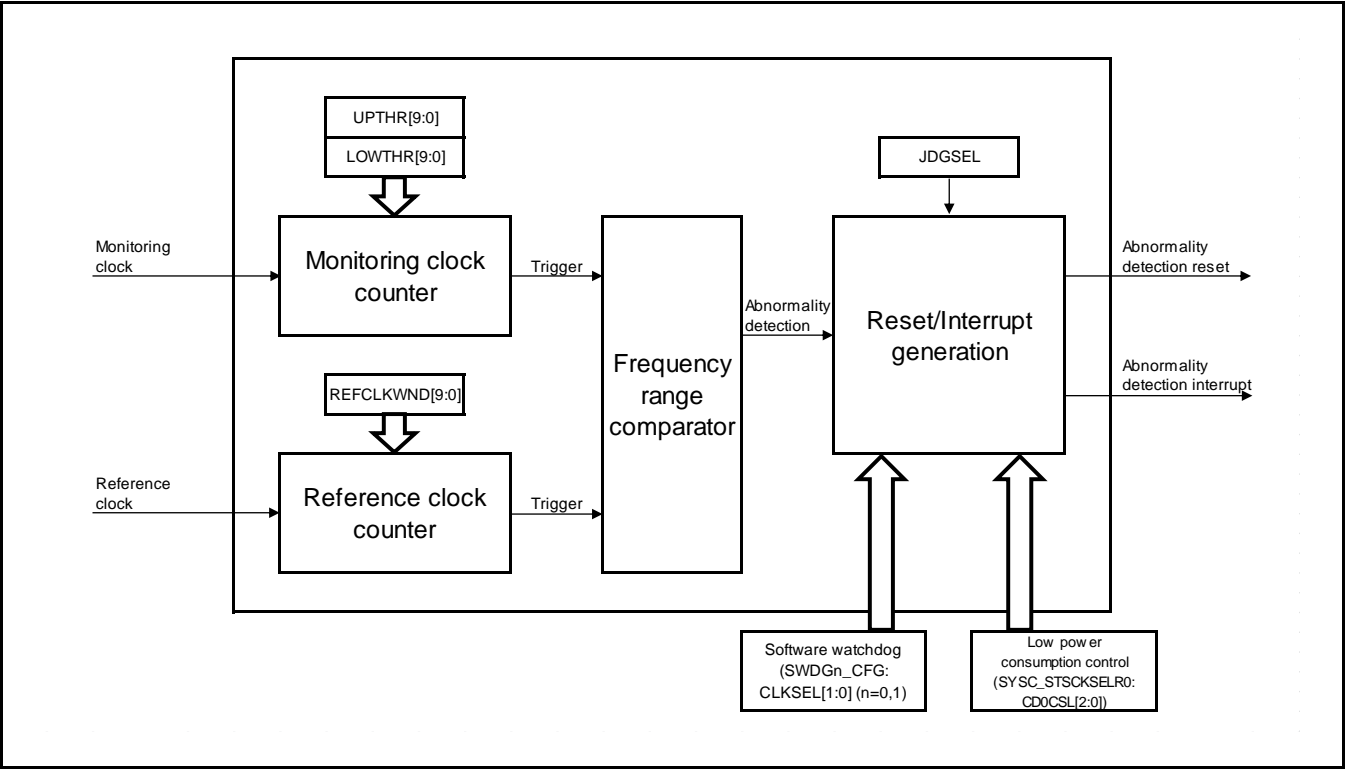 UPTHR[9:0]
LOWTHR[9:0]
JDGSEL
Monitoring
clock
Monitoring clock
counter
Trigger
Abnormality
detection
Reset/Interrupt
generation
Abnormality
detection reset
Abnormality
detection interrupt
Frequency
range
comparator
REFCLKWND[9:0]
Reference
clock
Reference clock
counter
Trigger
Software watchdog
(SWDGn_CFG:
CLKSEL[1:0] (n=0,1)
Low power
consumption control
(SYSC_STSCKSELR0:
CD0CSL[2:0])